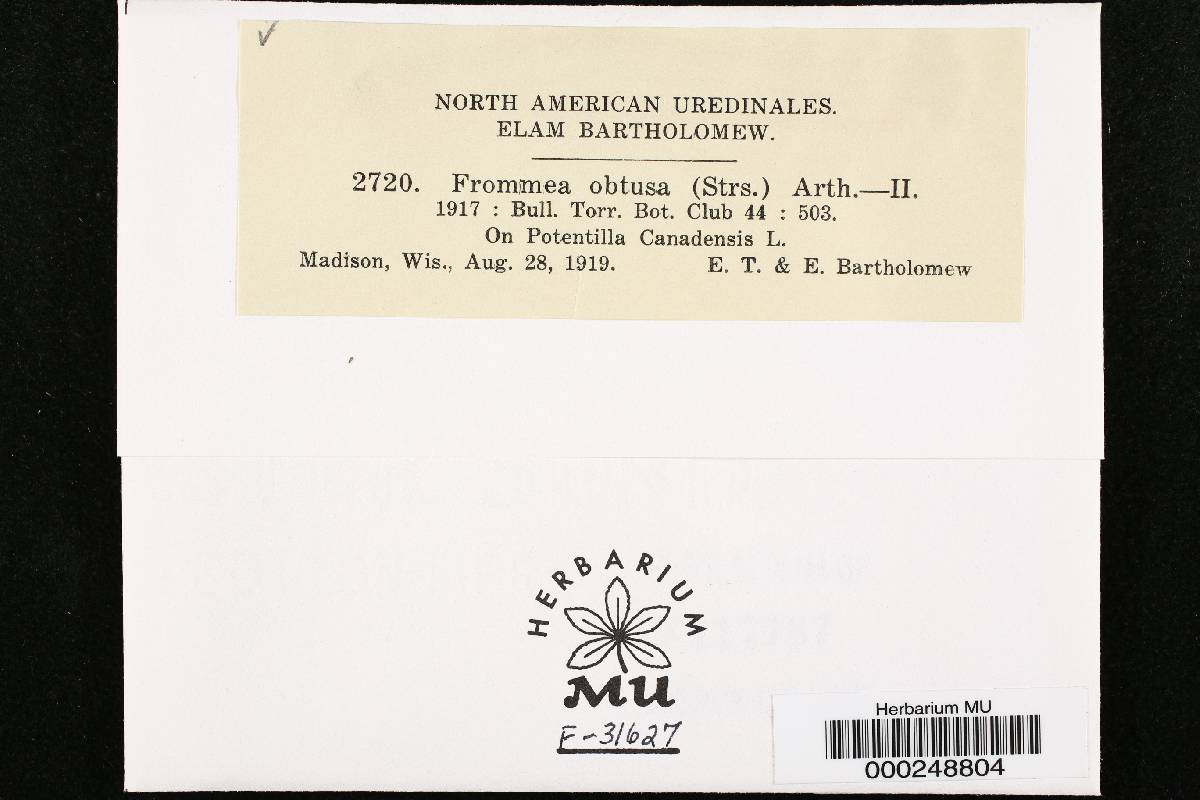 NORTH AMERICAN UREDINALES.
ELAM BARTHOLOMEW.
2720. Frommea obtusa (Strs.) Arth.—II.
1917 : Bull. Torr. Bot. Club 44 : 503.
On Potentilla Canadensis L.
Madison, Wis., Aug. 28, 1919. E. T. & E. Bartholomew
HERBARIUM
MU
F-31627
Herbarium MU
000248804